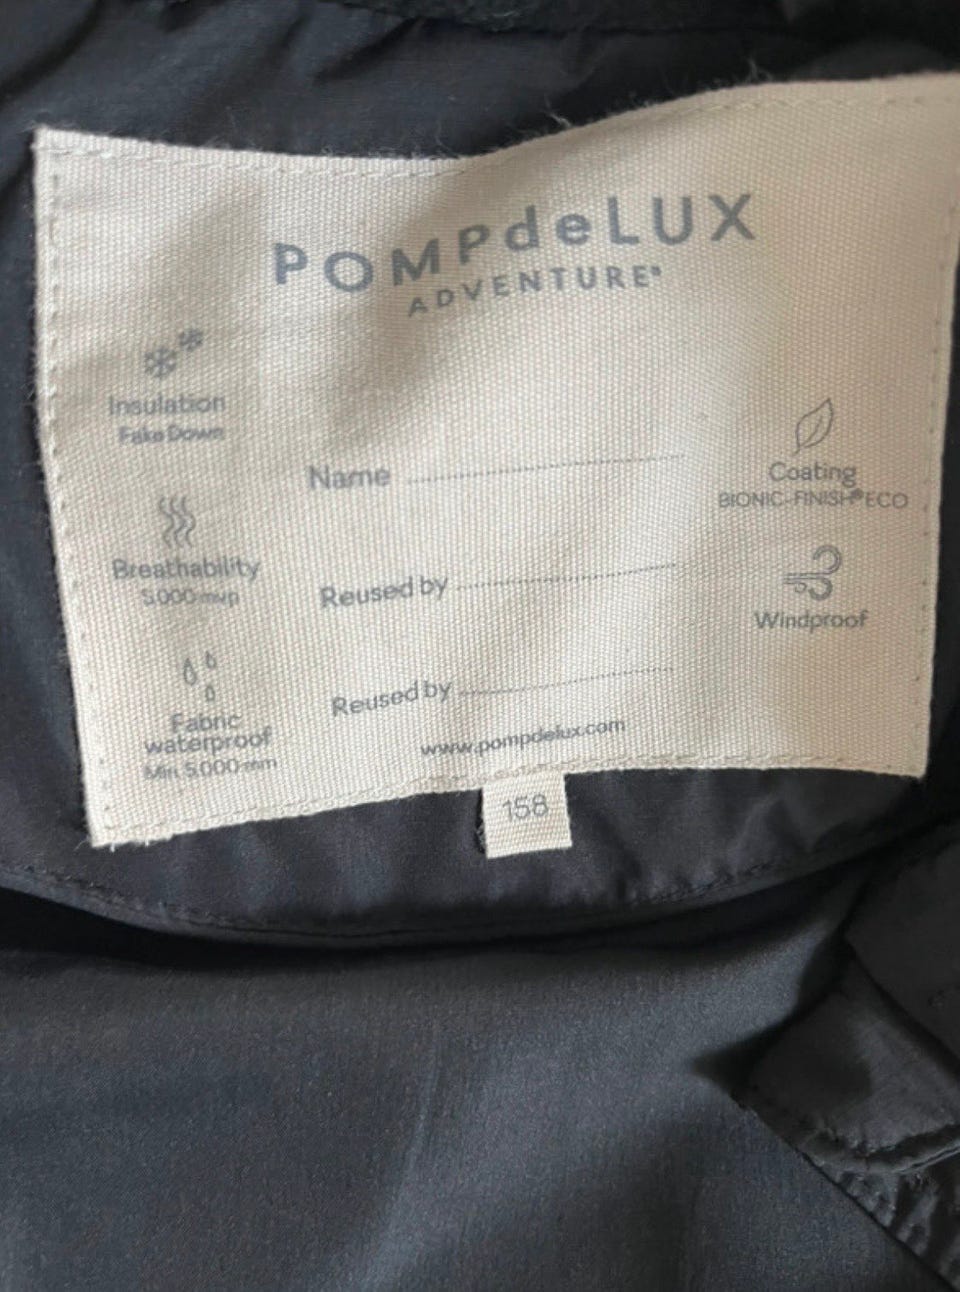 POMPdeLUX
ADVENTURE®
Insulation
Fake Down
Breathability
5.000 mvp
Fabric
waterproof
Min. 5.000 mm
Name
Reused by
Reused by
www.pompdelux.com
Coating
BIONIC-FINISH®ECO
Windproof
158